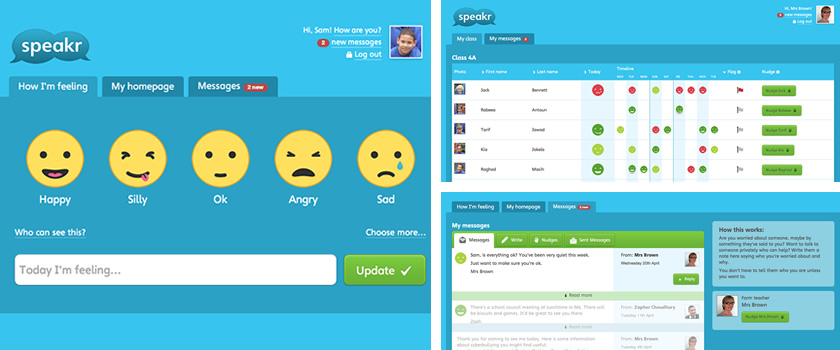 speakr
Hi, Sam! How are you?
2 new messages
Log out
How I'm feeling
My homepage
Messages 2 new
Happy
Silly
Ok
Angry
Sad
Who can see this?
Choose more...
Today I'm feeling...
Update
speakr
Hi, Mrs Brown
new messages
Log out
My class
My messages
Class 4A
Photo First name Last name Today Timeline Flag Nudge
Jack Bennett Nudge Jack
Rabeea Antoun Nudge Rabeea
Tarif Jawad Nudge Tarif
Kia Jokela Nudge Kia
Raghad Masih Nudge Raghad
How I'm feeling
My homepage
Messages
My messages
Messages
Write
Nudges
Sent Messages
Sam, is everything ok? You've been very quiet this week.
Just want to make sure you're ok.
Mrs Brown
From: Mrs Brown
Wednesday 20th April
Reply
Read more
There's a school council meeting at lunchtime in
There will be biscuits and games. It'd be great to see you there
Zoph
From: Zopher Choudhury
Tuesday 11th April
Read more
Thank you for coming to see me today. Here is some information
about cyberbullying you might find useful.
From: Mrs Brown
Tuesday 4th April
How this works:
Are you worried about someone, maybe by
something they've said to you? Want to talk to
someone privately who can help? Write them a
note here saying who you're worried about and
why.
You don't have to tell them who you are unless
you want to.
Form teacher
Mrs Brown
Nudge Mrs Brown